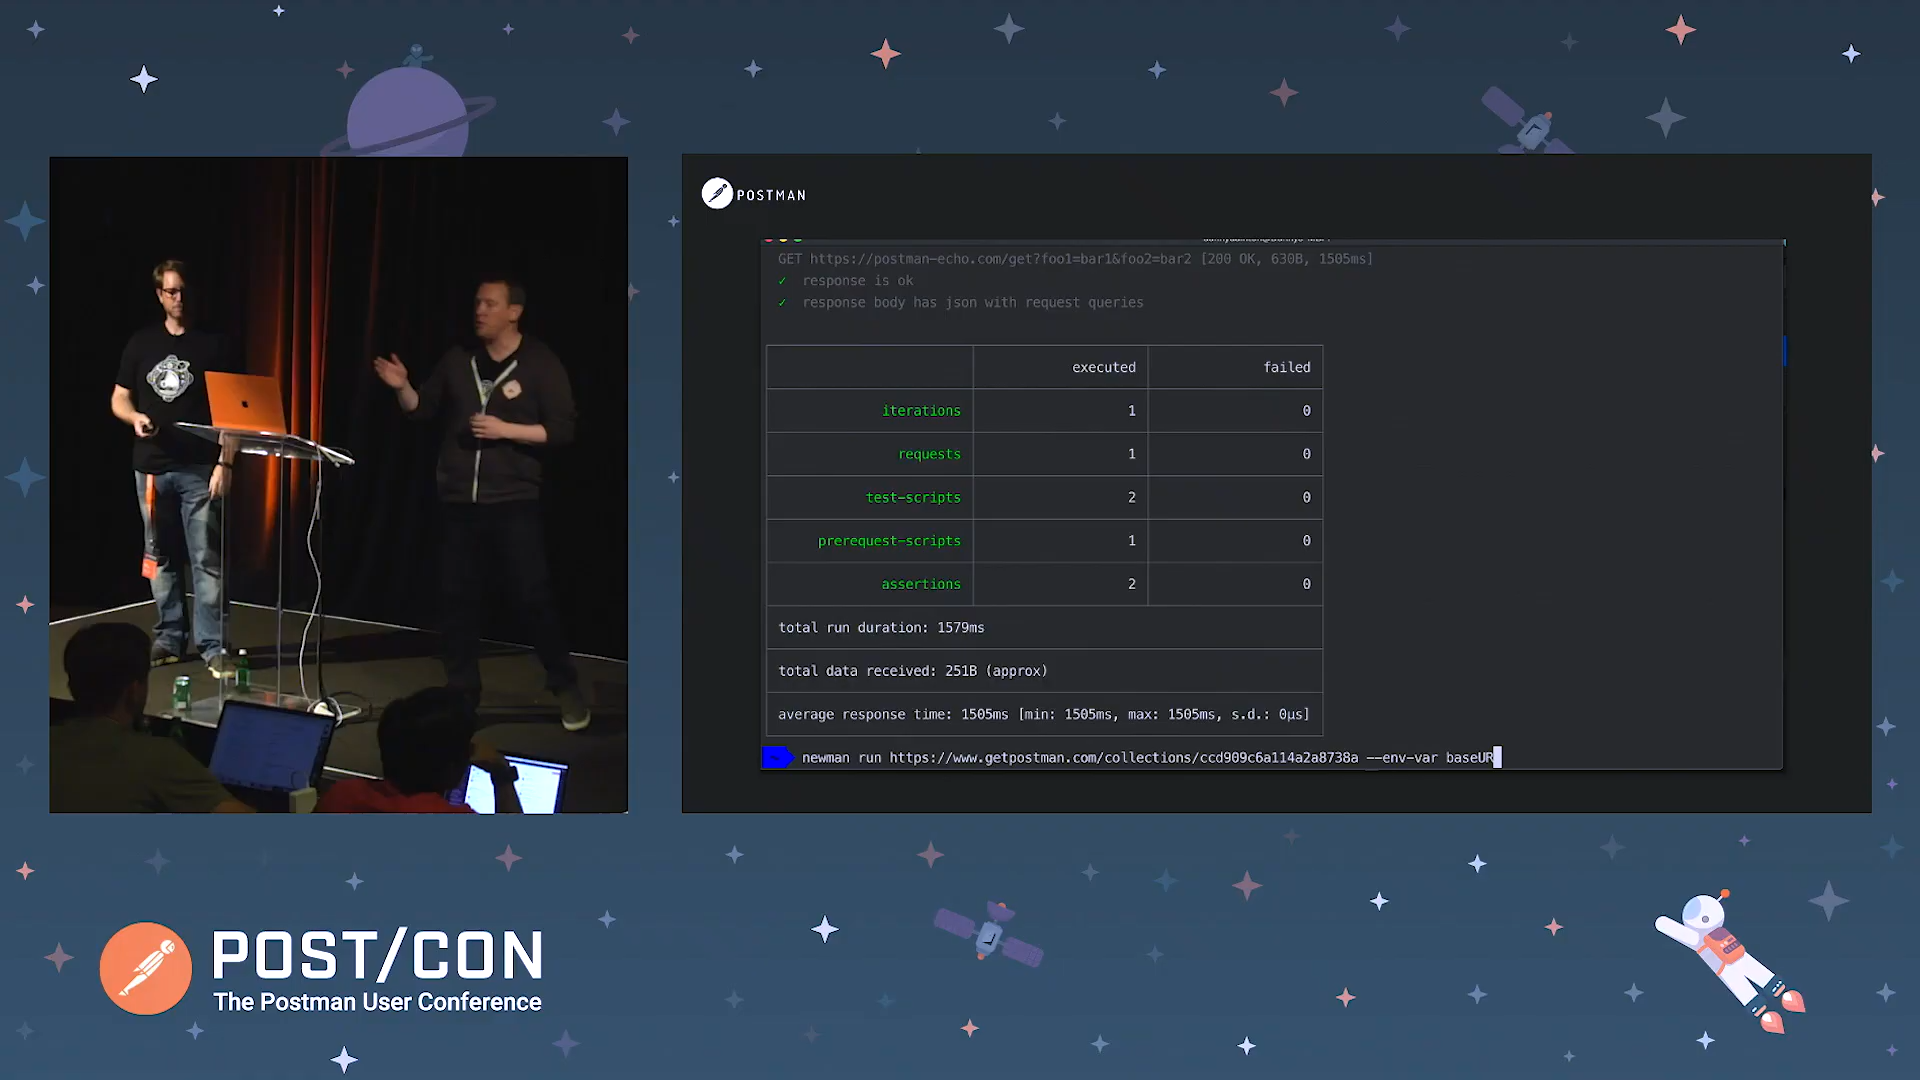 POSTMAN
GET https://postman-echo.com/get?foo1=bar1&foo2=bar2 [200 OK, 630B, 1505ms]
✓ response is ok
✓ response body has json with request queries
executed failed
iterations 1 0
requests 1 0
test-scripts 2 0
prerequest-scripts 1 0
assertions 2 0
total run duration: 1579ms
total data received: 251B (approx)
average response time: 1505ms [min: 1505ms, max: 1505ms, s.d.: 0µs]
~ newman run https://www.getpostman.com/collections/ccd909c6a114a2a8738a --env-var baseUR
POST/CON
The Postman User Conference